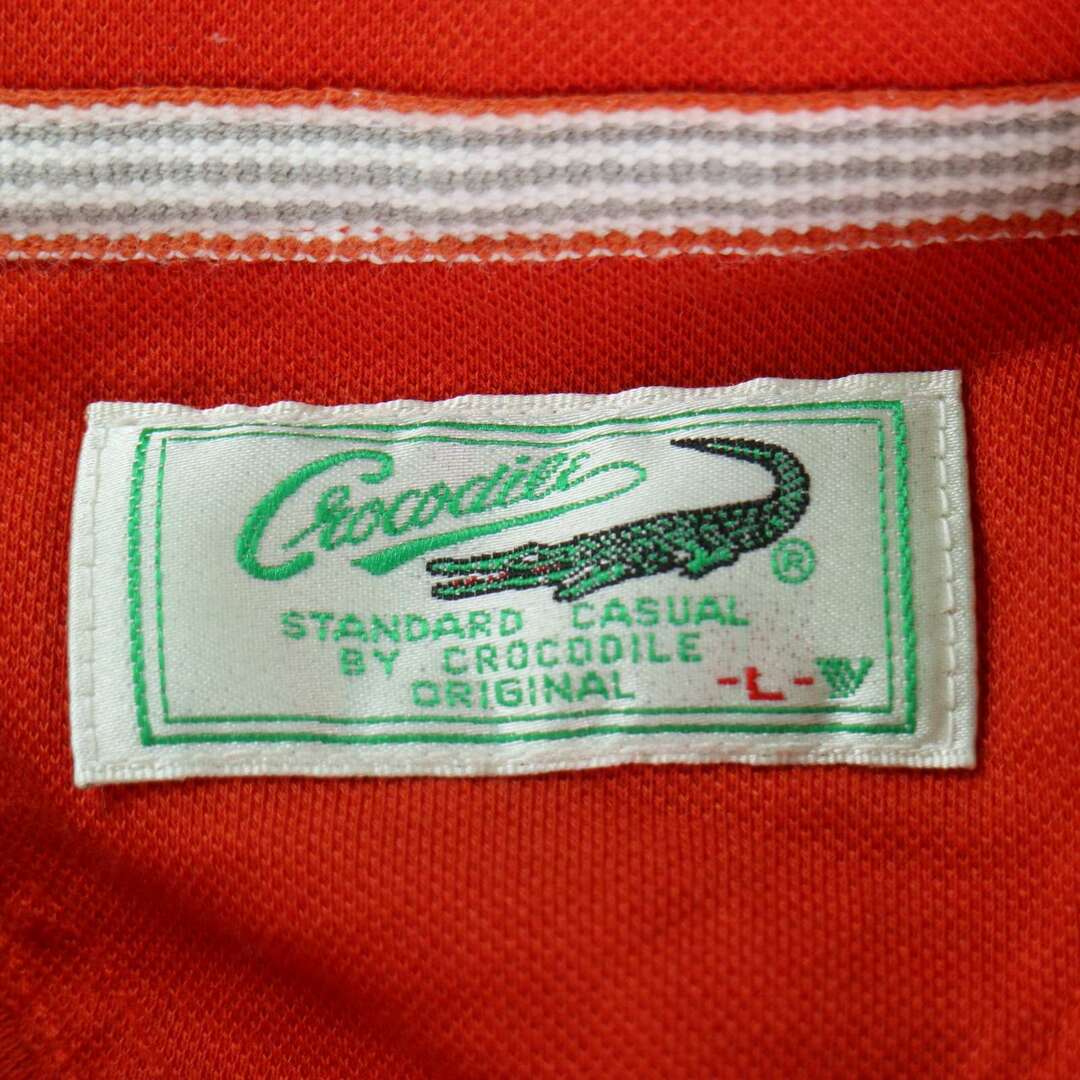 Crocodile
®
STANDARD CASUAL
BY CROCODILE
ORIGINAL -L-